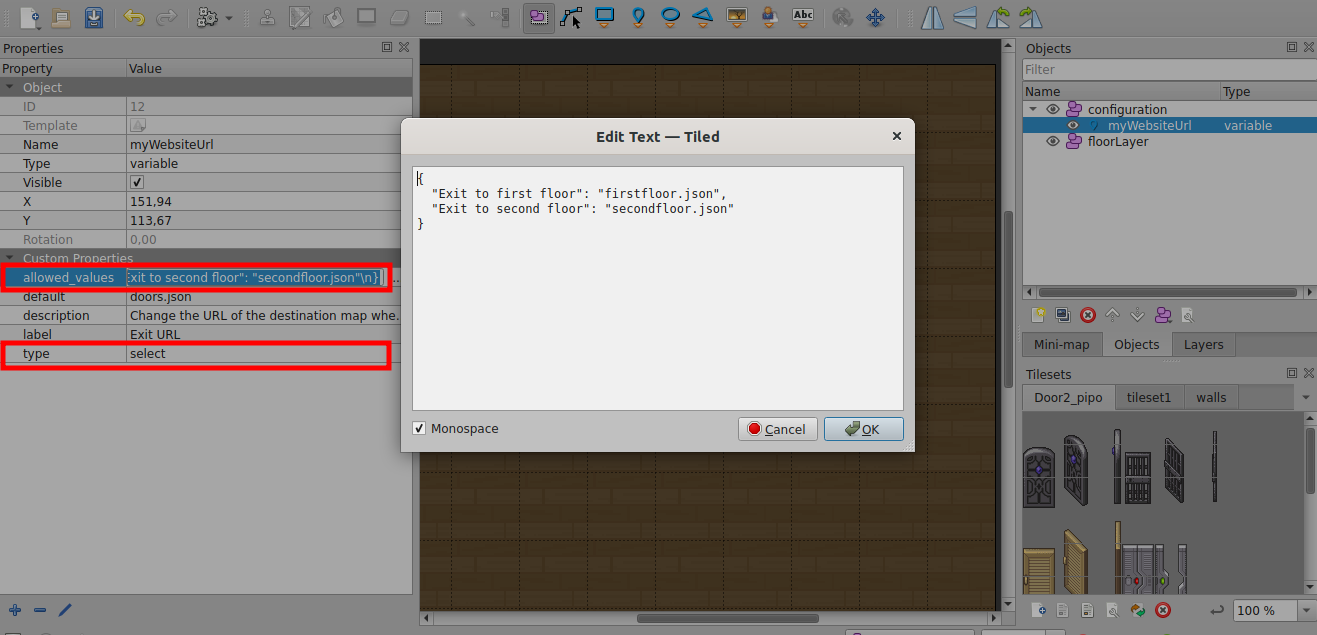 Abc
Properties
Property Value
Object
ID 12
Template
Name myWebsiteUrl
Type variable
Visible
X 151,94
Y 113,67
Rotation 0,00
Custom Properties
allowed_values Exit to second floor": "secondfloor.json"\n} ...
default doors.json
description Change the URL of the destination map whe...
label Exit URL
type select
Edit Text — Tiled
{
"Exit to first floor": "firstfloor.json",
"Exit to second floor": "secondfloor.json"
}
Monospace
Cancel
OK
Objects
Filter
Name Type
configuration
myWebsiteUrl variable
floorLayer
Mini-map Objects Layers
Tilesets
Door2_pipo tileset1 walls
100 %